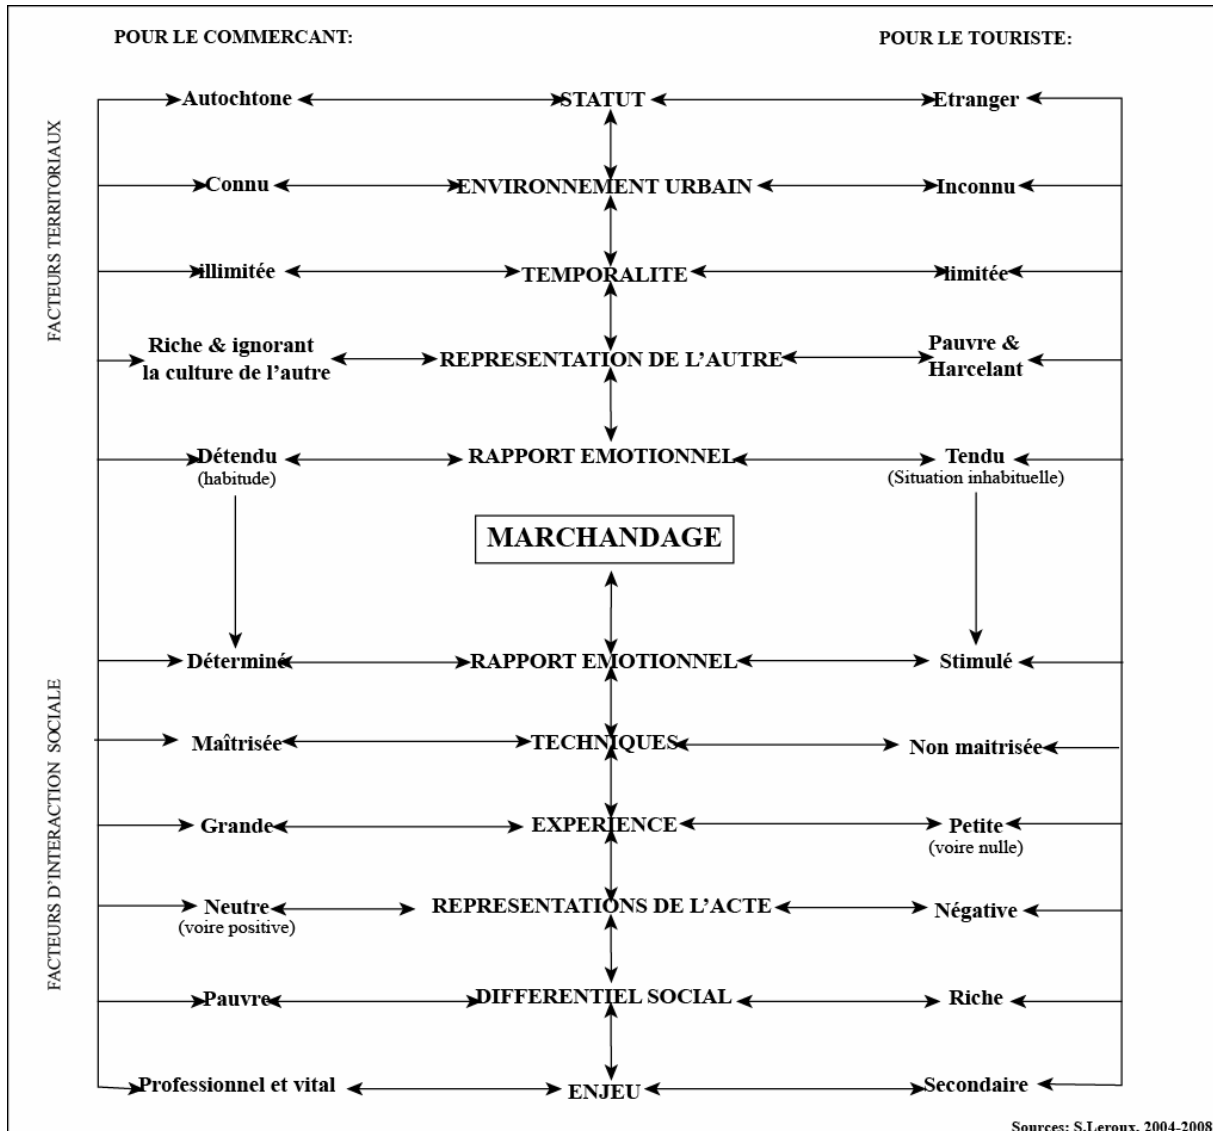 POUR LE COMMERCANT:
POUR LE TOURISTE:
FACTEURS TERRITORIAUX
Autochtone
STATUT
Etranger
Connu
ENVIRONNEMENT URBAIN
Inconnu
illimitée
TEMPORALITE
limitée
Riche & ignorant
la culture de l'autre
REPRESENTATION DE L'AUTRE
Pauvre &
Harcelant
Détendu
(habitude)
RAPPORT EMOTIONNEL
Tendu
(Situation inhabituelle)
MARCHANDAGE
FACTEURS D'INTERACTION SOCIALE
Déterminé
RAPPORT EMOTIONNEL
Stimulé
Maîtrisée
TECHNIQUES
Non maitrisée
Grande
EXPERIENCE
Petite
(voire nulle)
Neutre
(voire positive)
REPRESENTATIONS DE L'ACTE
Négative
Pauvre
DIFFERENTIEL SOCIAL
Riche
Professionnel et vital
ENJEU
Secondaire
Sources: S.Leroux, 2004-2008